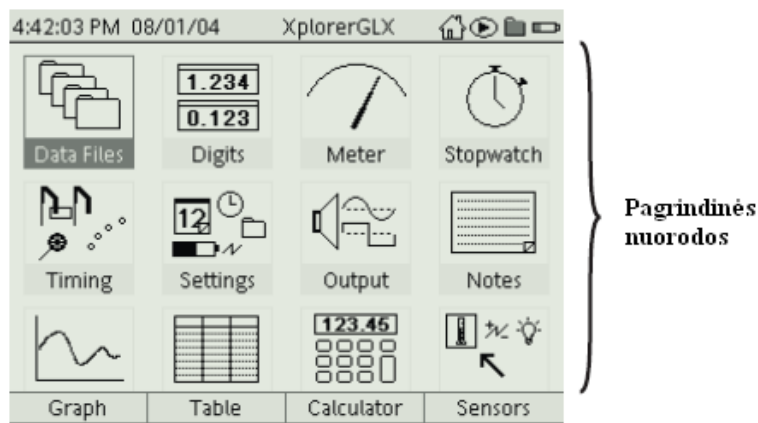 4:42:03 PM 08/01/04 XplorerGLX
1.234
0.123
Data Files Digits Meter Stopwatch
Pagrindinės
nuorodos
12
Timing Settings Output Notes
123.45
Graph Table Calculator Sensors